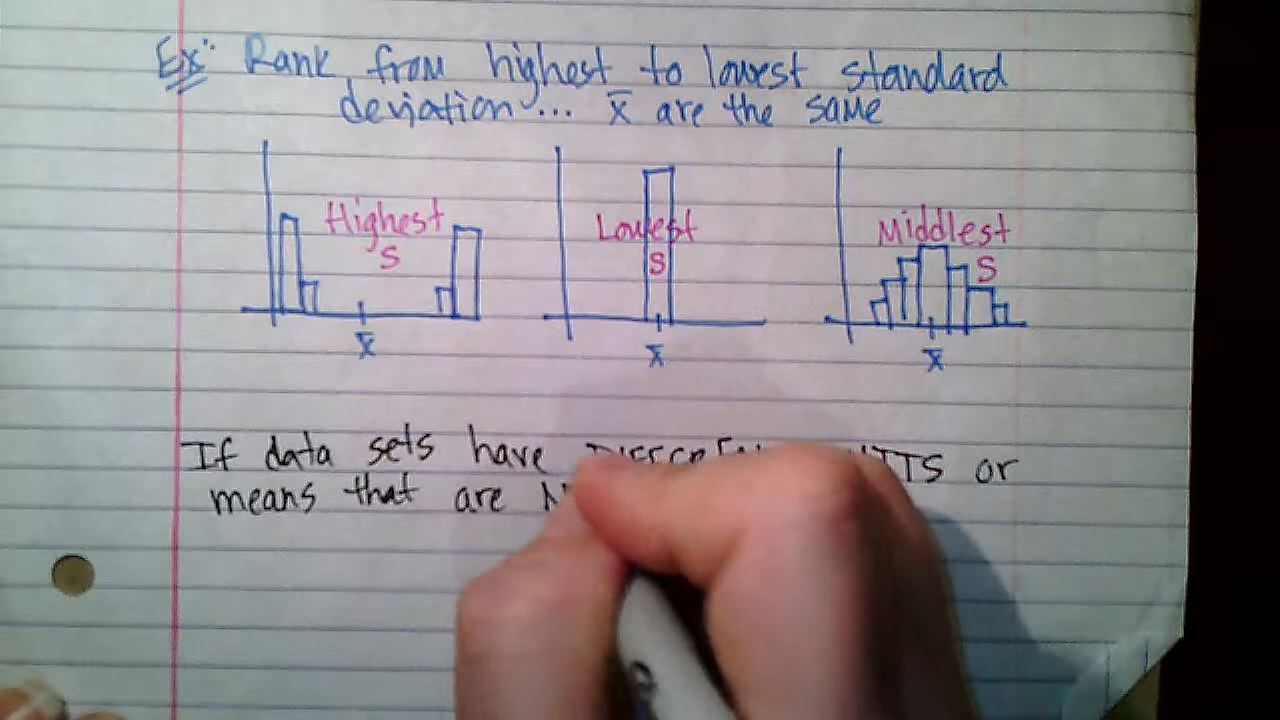 Ex: Rank from highest to lowest standard
deviation... x̄ are the same
Highest
S
x̄
Lowest
S
x̄
Middlest
S
x̄
If data sets have or
means that are